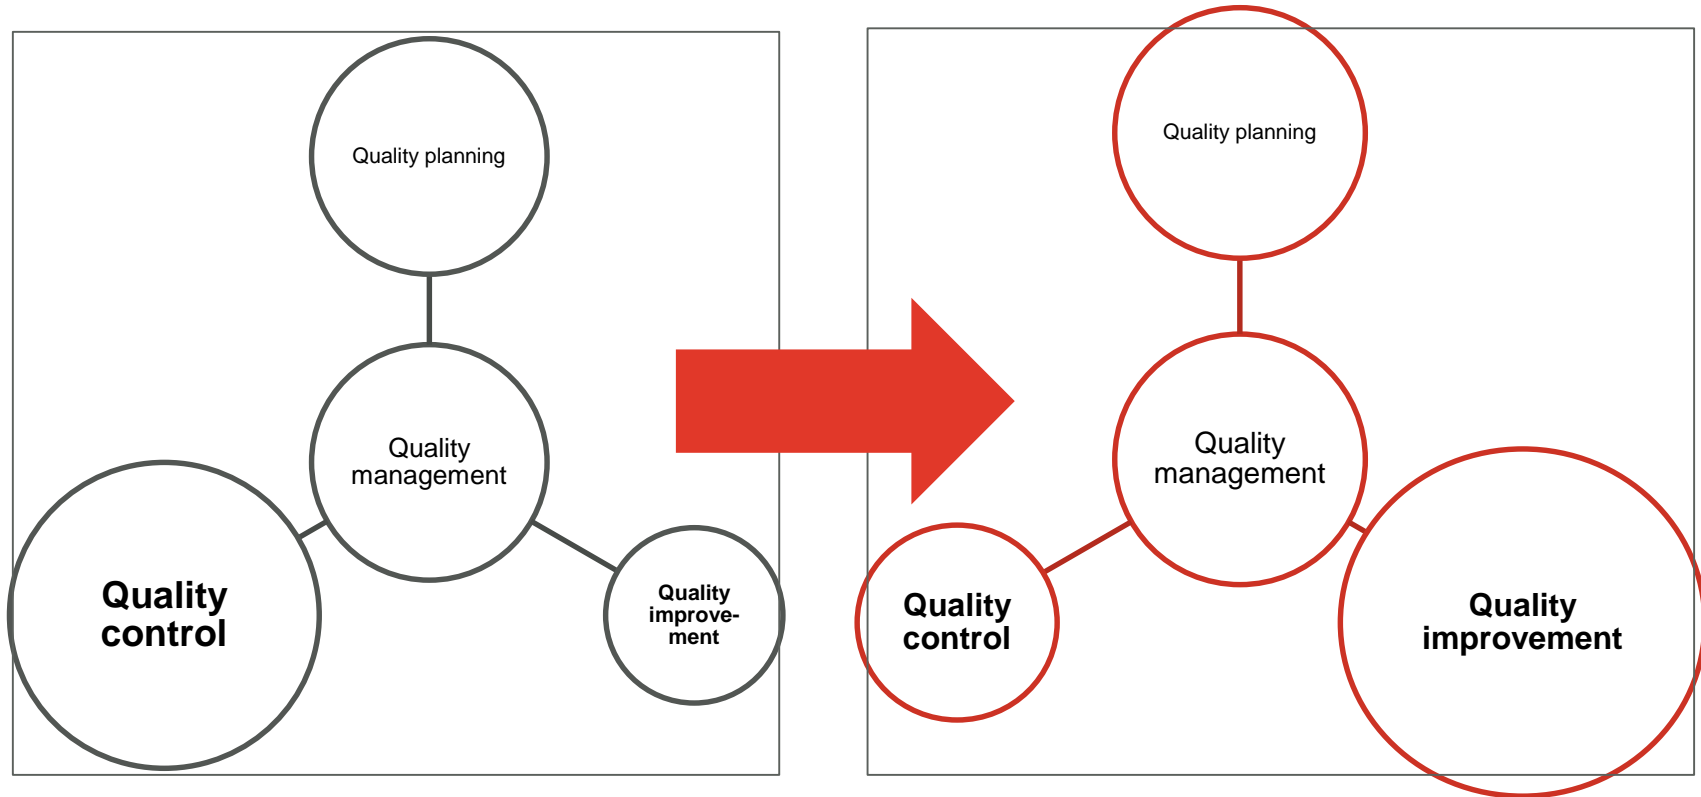 Quality planning
Quality
management
Quality
control
Quality
improve-
ment
Quality planning
Quality
management
Quality
control
Quality
improvement